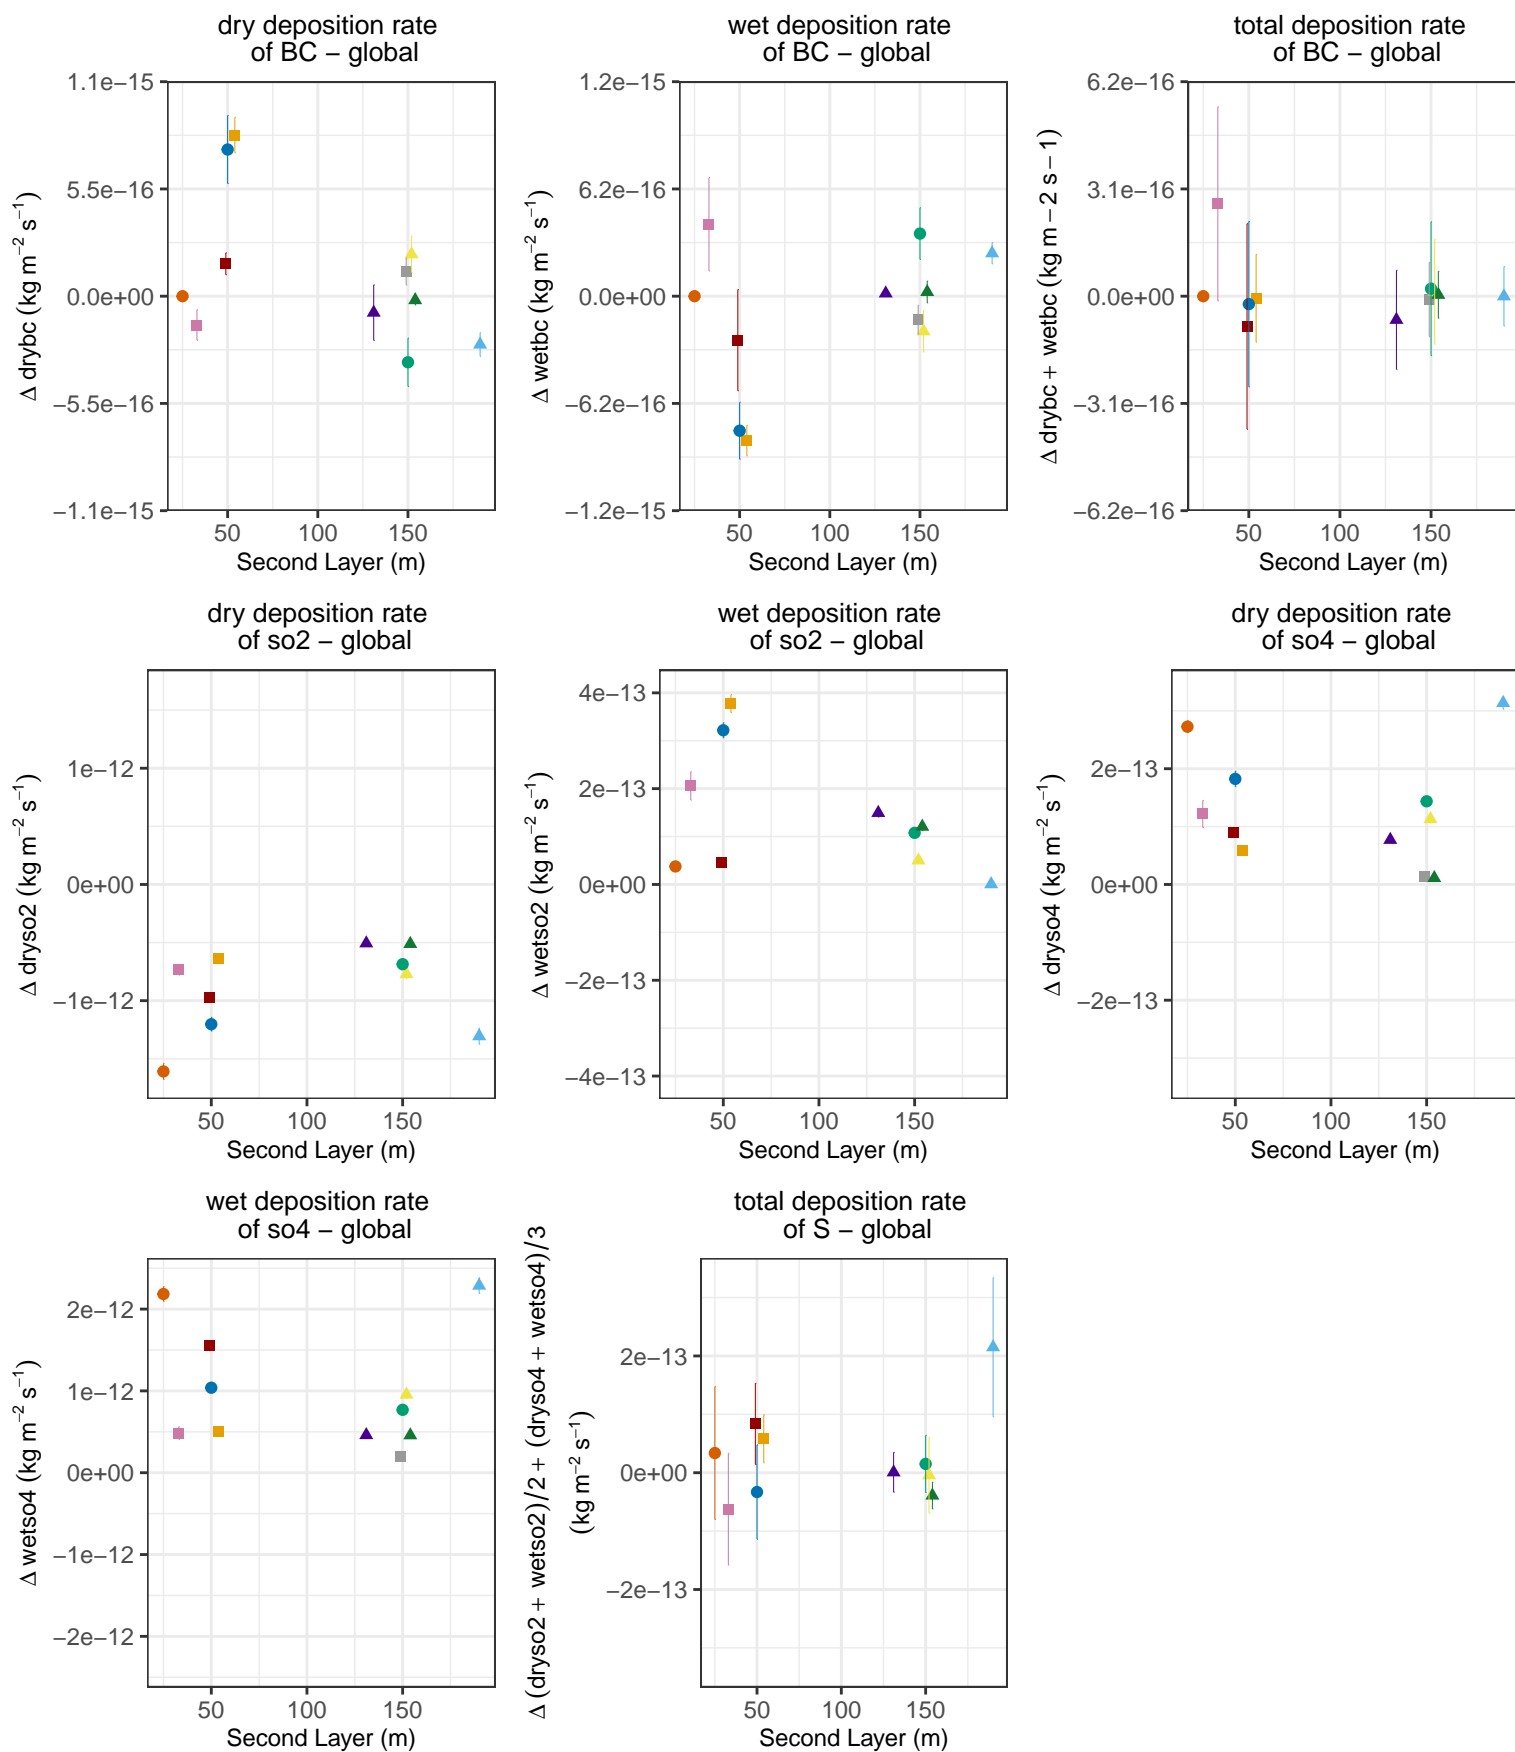 dry deposition rate
of BC − global
1.1e−15
5.5e−16
0.0e+00
−5.5e−16
−1.1e−15
Δ drybc (kg m⁻² s⁻¹)
50
100
150
Second Layer (m)
wet deposition rate
of BC − global
1.2e−15
6.2e−16
0.0e+00
−6.2e−16
−1.2e−15
Δ wetbc (kg m⁻² s⁻¹)
50
100
150
Second Layer (m)
total deposition rate
of BC − global
6.2e−16
3.1e−16
0.0e+00
−3.1e−16
−6.2e−16
Δ drybc + wetbc (kg m − 2 s − 1)
50
100
150
Second Layer (m)
dry deposition rate
of so2 − global
1e−12
0e+00
−1e−12
Δ dryso2 (kg m⁻² s⁻¹)
50
100
150
Second Layer (m)
wet deposition rate
of so2 − global
4e−13
2e−13
0e+00
−2e−13
−4e−13
Δ wetso2 (kg m⁻² s⁻¹)
50
100
150
Second Layer (m)
dry deposition rate
of so4 − global
2e−13
0e+00
−2e−13
Δ dryso4 (kg m⁻² s⁻¹)
50
100
150
Second Layer (m)
wet deposition rate
of so4 − global
2e−12
1e−12
0e+00
−1e−12
−2e−12
Δ wetso4 (kg m⁻² s⁻¹)
50
100
150
Second Layer (m)
total deposition rate
of S − global
2e−13
0e+00
−2e−13
Δ (dryso2 + wetso2)/2 + (dryso4 + wetso4)/3
(kg m⁻² s⁻¹)
50
100
150
Second Layer (m)